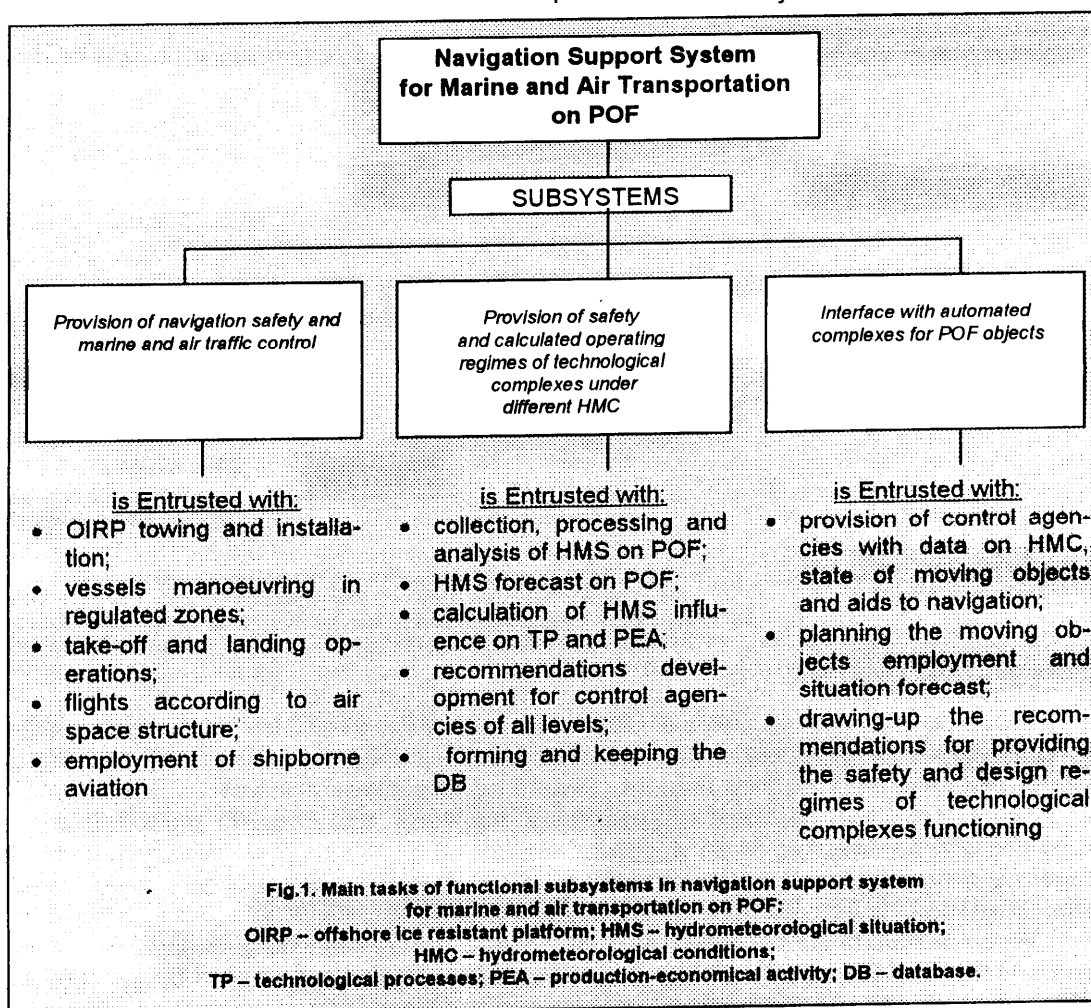 Navigation Support System
for Marine and Air Transportation
on POF
SUBSYSTEMS
Provision of navigation safety and
marine and air traffic control
Provision of safety
and calculated operating
regimes of technological
complexes under
different HMC
Interface with automated
complexes for POF objects
is Entrusted with:
• OIRP towing and installa-
tion;
• vessels manoeuvring in
regulated zones;
• take-off and landing op-
erations;
• flights according to air
space structure;
• employment of shipborne
aviation
is Entrusted with:
• collection, processing and
analysis of HMS on POF;
• HMS forecast on POF;
• calculation of HMS influ-
ence on TP and PEA;
• recommendations devel-
opment for control agen-
cies of all levels;
• forming and keeping the
DB
is Entrusted with:
• provision of control agen-
cies with data on HMC,
state of moving objects
and aids to navigation;
• planning the moving ob-
jects employment and
situation forecast;
• drawing-up the recom-
mendations for providing
the safety and design re-
gimes of technological
complexes functioning
Fig.1. Main tasks of functional subsystems in navigation support system
for marine and air transportation on POF:
OIRP – offshore ice resistant platform; HMS – hydrometeorological situation;
HMC – hydrometeorological conditions;
TP – technological processes; PEA – production-economical activity; DB – database.